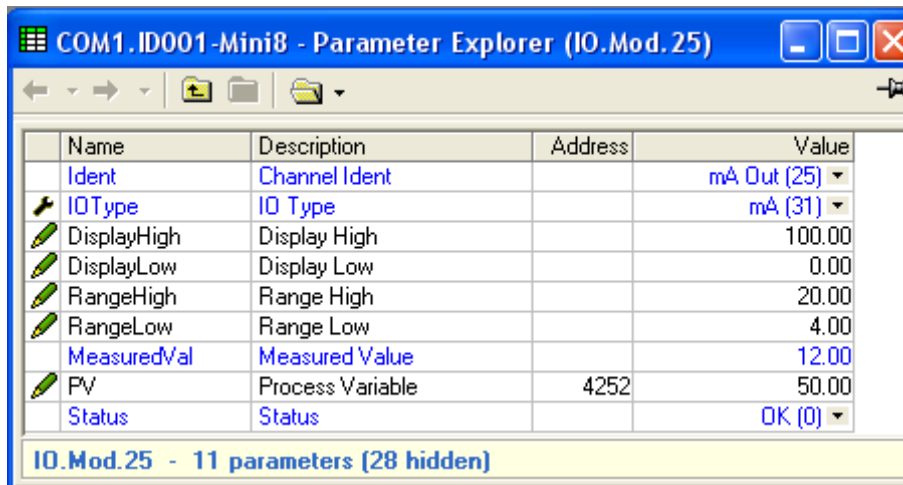 COM1.ID001-Mini8 - Parameter Explorer (IO.Mod.25)
Name Description Address Value
Ident Channel Ident mA Out (25)
IOType IO Type mA (31)
DisplayHigh Display High 100.00
DisplayLow Display Low 0.00
RangeHigh Range High 20.00
RangeLow Range Low 4.00
MeasuredVal Measured Value 12.00
PV Process Variable 4252 50.00
Status Status OK (0)
IO.Mod.25 - 11 parameters (28 hidden)